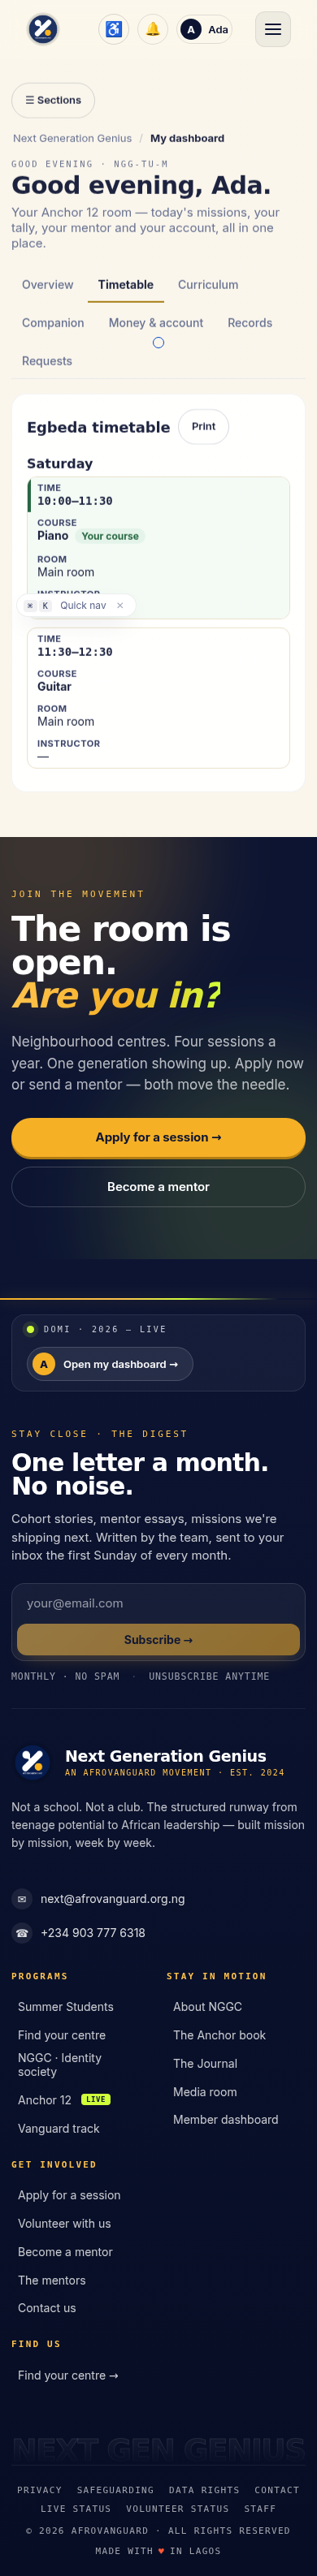 A Ada
☰ Sections
Next Generation Genius / My dashboard
GOOD EVENING · NGG-TU-M
Good evening, Ada.
Your Anchor 12 room — today's missions, your
tally, your mentor and your account, all in one
place.
Overview Timetable Curriculum
Companion Money & account Records
Requests
Egbeda timetable Print
Saturday
TIME
10:00–11:30
COURSE
Piano Your course
ROOM
Main room
⌘ K Quick nav ×
TIME
11:30–12:30
COURSE
Guitar
ROOM
Main room
INSTRUCTOR
—
JOIN THE MOVEMENT
The room is
open.
Are you in?
Neighbourhood centres. Four sessions a
year. One generation showing up. Apply now
or send a mentor — both move the needle.
Apply for a session →
Become a mentor
DOMI · 2026 — LIVE
A Open my dashboard →
STAY CLOSE · THE DIGEST
One letter a month.
No noise.
Cohort stories, mentor essays, missions we're
shipping next. Written by the team, sent to your
inbox the first Sunday of every month.
your@email.com
Subscribe →
MONTHLY · NO SPAM · UNSUBSCRIBE ANYTIME
Next Generation Genius
AN AFROVANGUARD MOVEMENT · EST. 2024
Not a school. Not a club. The structured runway from
teenage potential to African leadership — built mission
by mission, week by week.
✉ next@afrovanguard.org.ng
☎ +234 903 777 6318
PROGRAMS
Summer Students
Find your centre
NGGC · Identity
society
Anchor 12 LIVE
Vanguard track
STAY IN MOTION
About NGGC
The Anchor book
The Journal
Media room
Member dashboard
GET INVOLVED
Apply for a session
Volunteer with us
Become a mentor
The mentors
Contact us
FIND US
Find your centre →
NEXT GEN GENIUS
PRIVACY SAFEGUARDING DATA RIGHTS CONTACT
LIVE STATUS VOLUNTEER STATUS STAFF
© 2026 AFROVANGUARD · ALL RIGHTS RESERVED
MADE WITH ♥ IN LAGOS